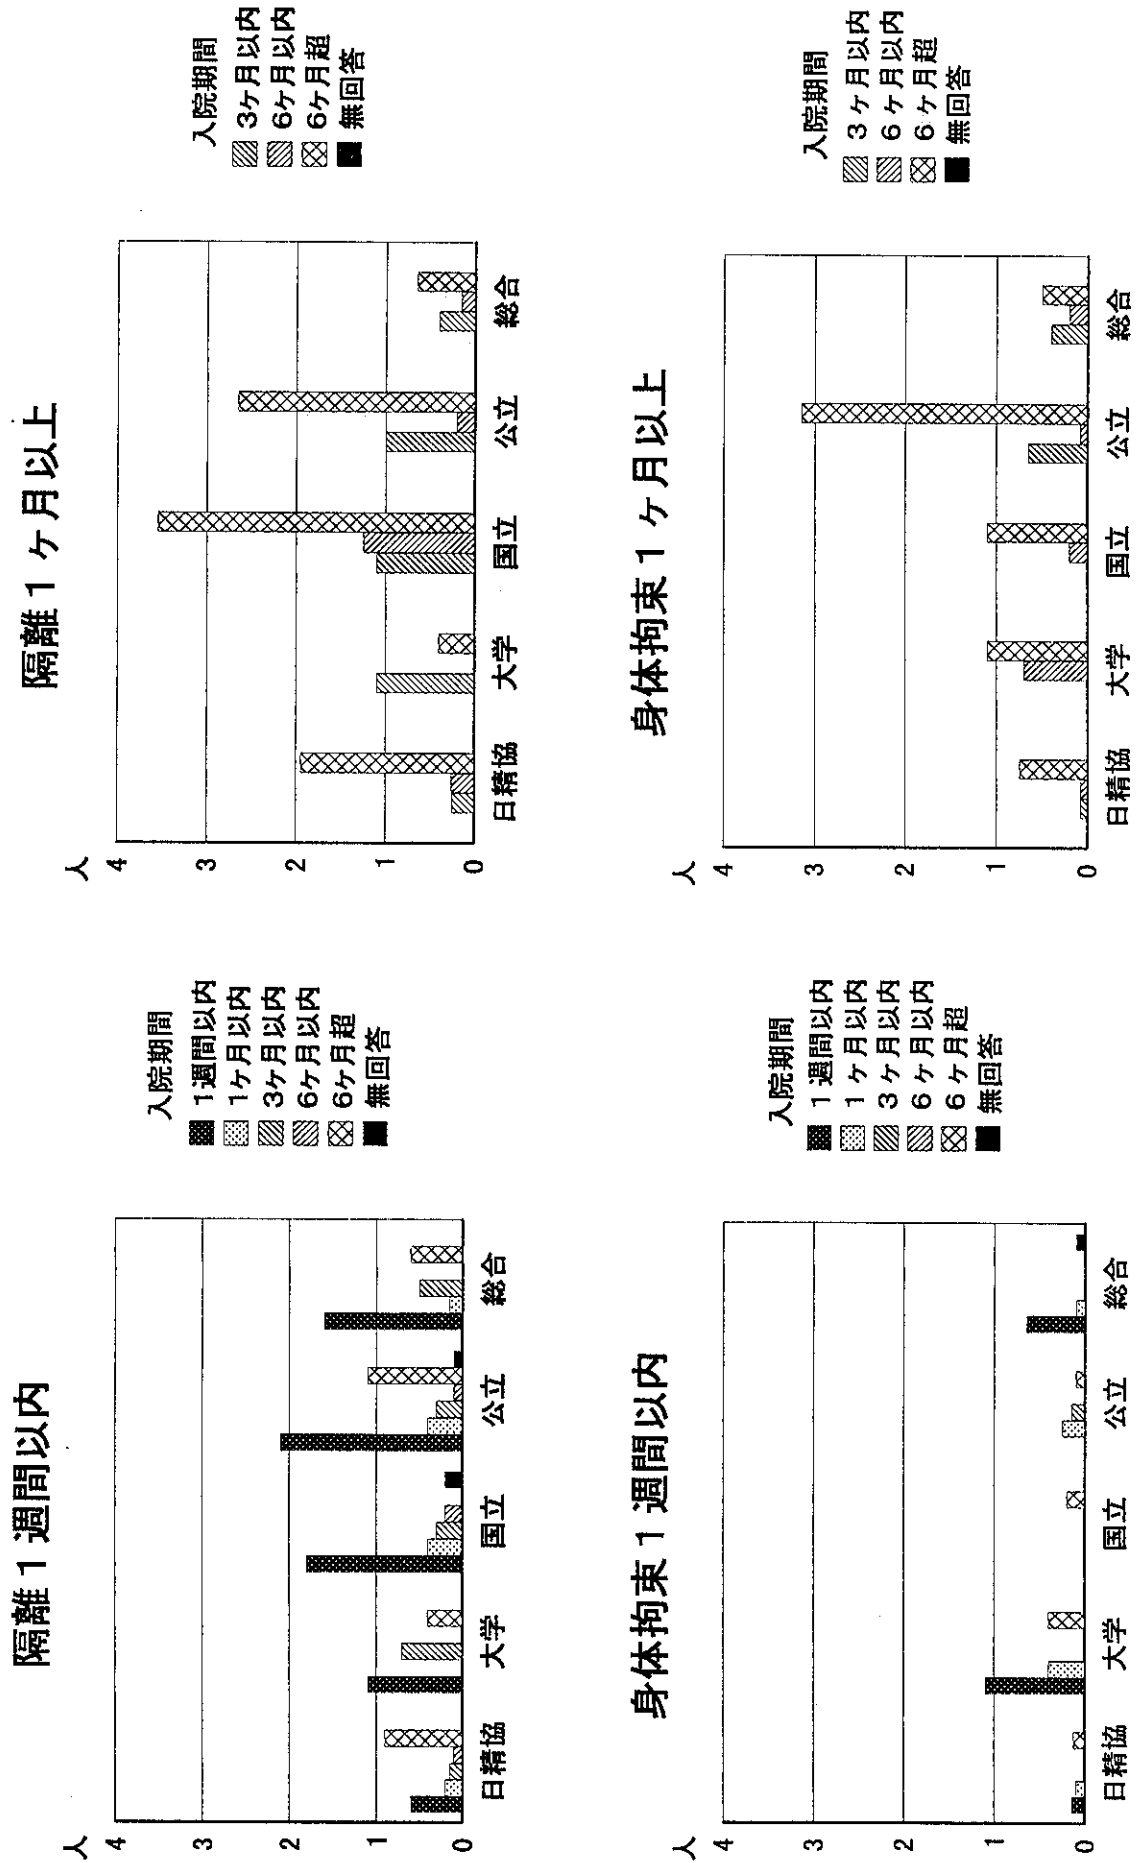 隔離１週間以内
人
4
3
2
1
0
日精協
大学
国立
公立
総合
入院期間
1週間以内
1ケ月以内
3ケ月以内
6ケ月以内
6ケ月超
無回答
隔離１ヶ月以上
人
4
3
2
1
0
日精協
大学
国立
公立
総合
入院期間
3ケ月以内
6ケ月以内
6ケ月超
無回答
身体拘束１週間以内
人
4
3
2
1
0
日精協
大学
国立
公立
総合
入院期間
１週間以内
１ヶ月以内
３ヶ月以内
６ヶ月以内
６ヶ月超
無回答
身体拘束１ヶ月以上
人
4
3
2
1
0
日精協
大学
国立
公立
総合
入院期間
３ヶ月以内
６ヶ月以内
６ヶ月超
無回答